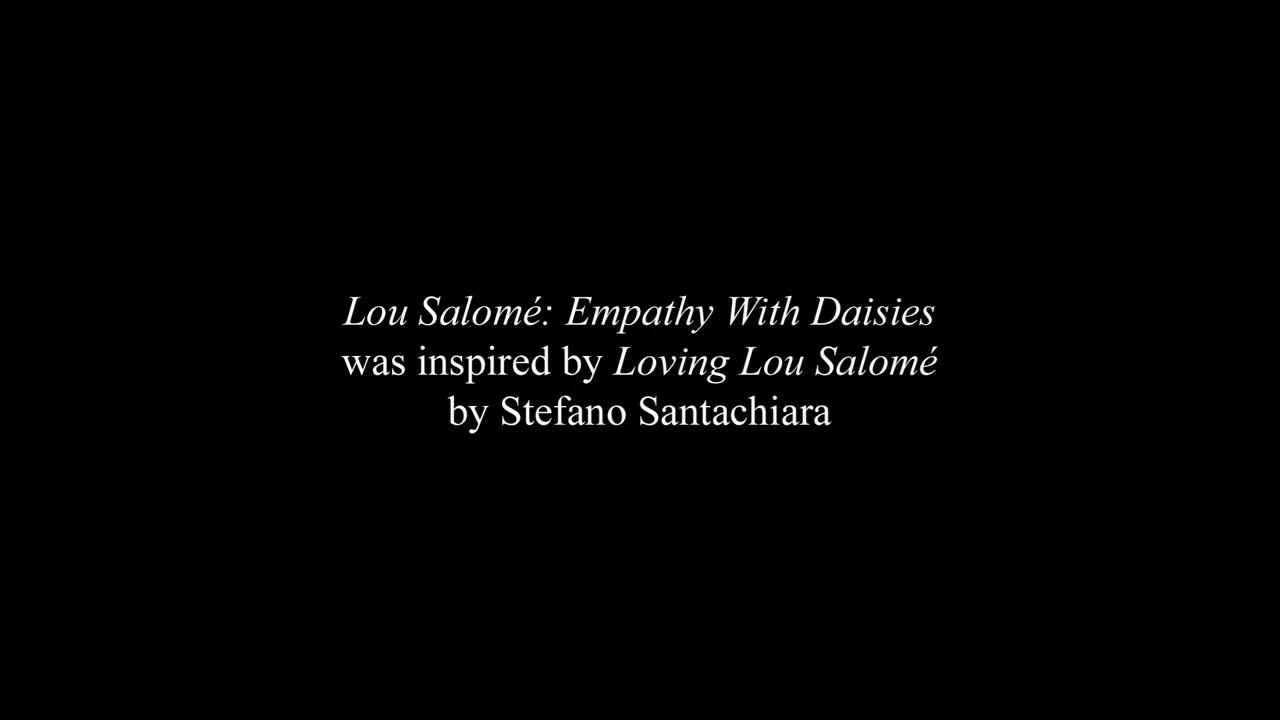 Lou Salomé: Empathy With Daisies
was inspired by Loving Lou Salomé
by Stefano Santachiara